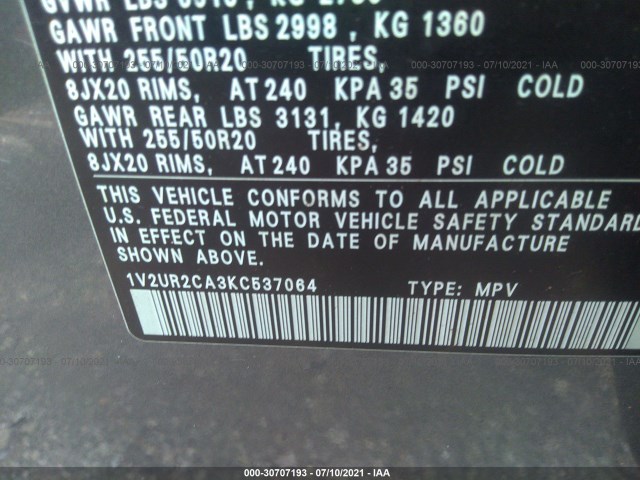 GAWR FRONT LBS 2998 , KG 1360
WITH 255/50R20 TIRES,
8JX20 RIMS, AT 240 KPA 35 PSI COLD
GAWR REAR LBS 3131, KG 1420
WITH 255/50R20 TIRES,
8JX20 RIMS, AT 240 KPA 35 PSI COLD
THIS VEHICLE CONFORMS TO ALL APPLICABLE
U.S. FEDERAL MOTOR VEHICLE SAFETY STANDARD
IN EFFECT ON THE DATE OF MANUFACTURE
SHOWN ABOVE.
1V2UR2CA3KC537064 TYPE: MPV
000-30707193 - 07/10/2021 - IAA